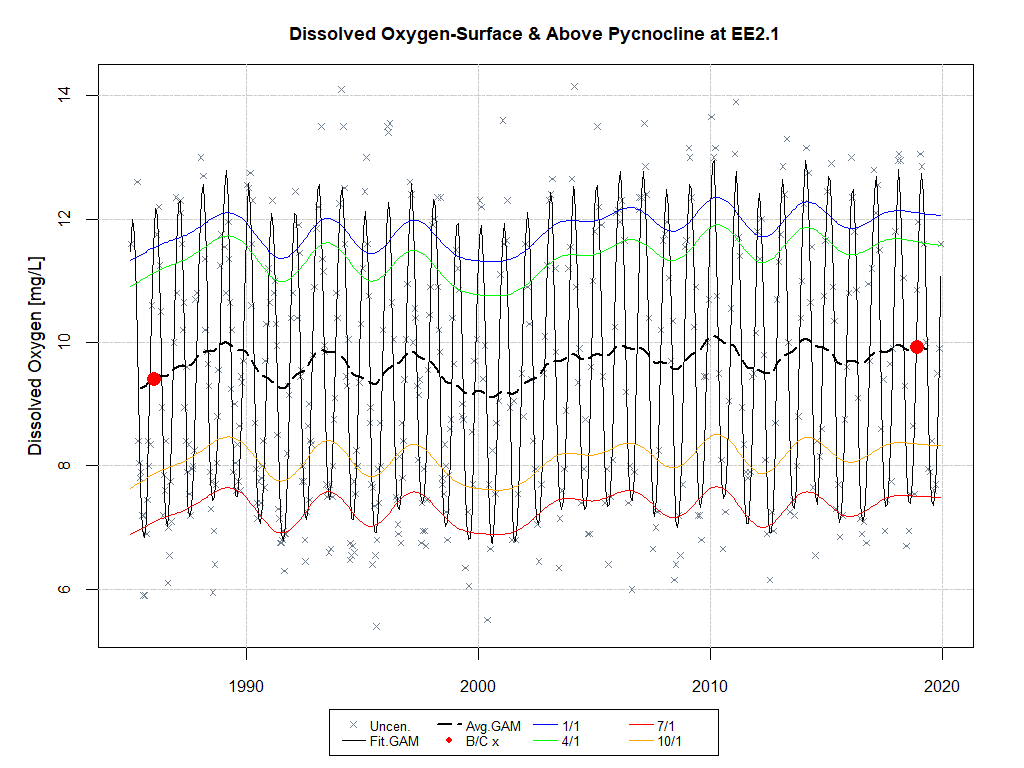 Dissolved Oxygen-Surface & Above Pycnocline at EE2.1
Dissolved Oxygen [mg/L]
14
12
10
8
6
1990 2000 2010 2020
Uncen. Avg.GAM 1/1 7/1
Fit.GAM B/C x 4/1 10/1